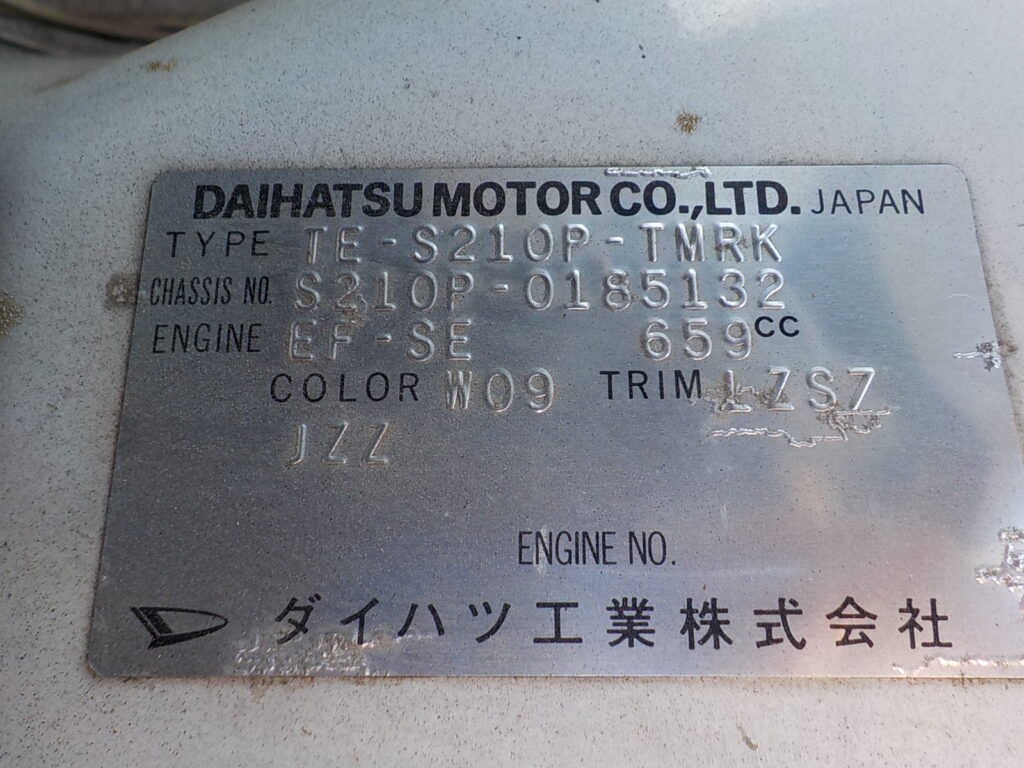 DAIHATSU MOTOR CO.,LTD. JAPAN
TYPE TE-S210P-TMRK
CHASSIS NO. S210P-0185132
ENGINE EF-SE 659CC
COLOR W09 TRIM LZS7
JZZ
ENGINE NO.
ダイハツ工業株式会社